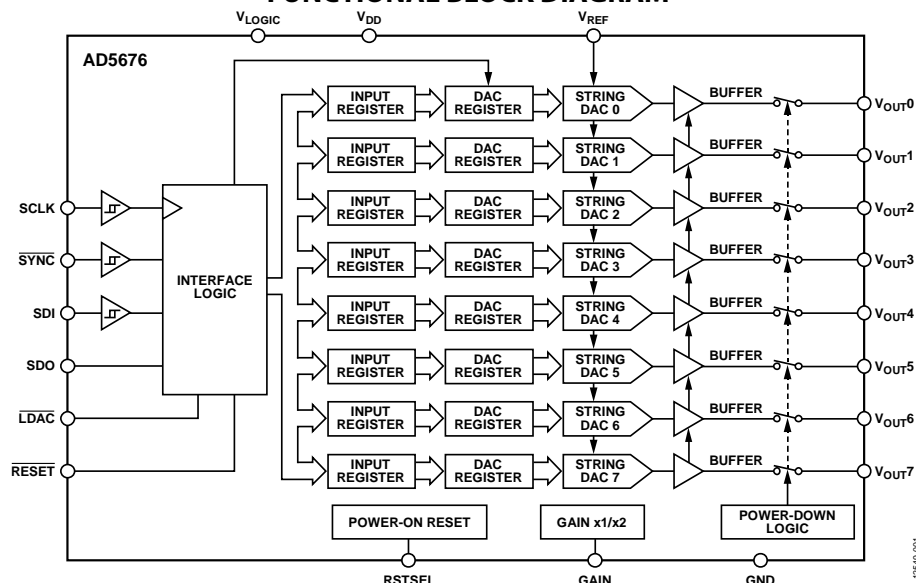 FUNCTIONAL BLOCK DIAGRAM
VLOGIC VDD VREF
AD5676
INPUT REGISTER DAC REGISTER STRING DAC 0 BUFFER VOUT0
INPUT REGISTER DAC REGISTER STRING DAC 1 BUFFER VOUT1
SCLK INPUT REGISTER DAC REGISTER STRING DAC 2 BUFFER VOUT2
SYNC INTERFACE LOGIC INPUT REGISTER DAC REGISTER STRING DAC 3 BUFFER VOUT3
SDI INPUT REGISTER DAC REGISTER STRING DAC 4 BUFFER VOUT4
SDO INPUT REGISTER DAC REGISTER STRING DAC 5 BUFFER VOUT5
LDAC INPUT REGISTER DAC REGISTER STRING DAC 6 BUFFER VOUT6
RESET INPUT REGISTER DAC REGISTER STRING DAC 7 BUFFER VOUT7
POWER-ON RESET GAIN x1/x2 POWER-DOWN LOGIC
RSTSEL GAIN GND